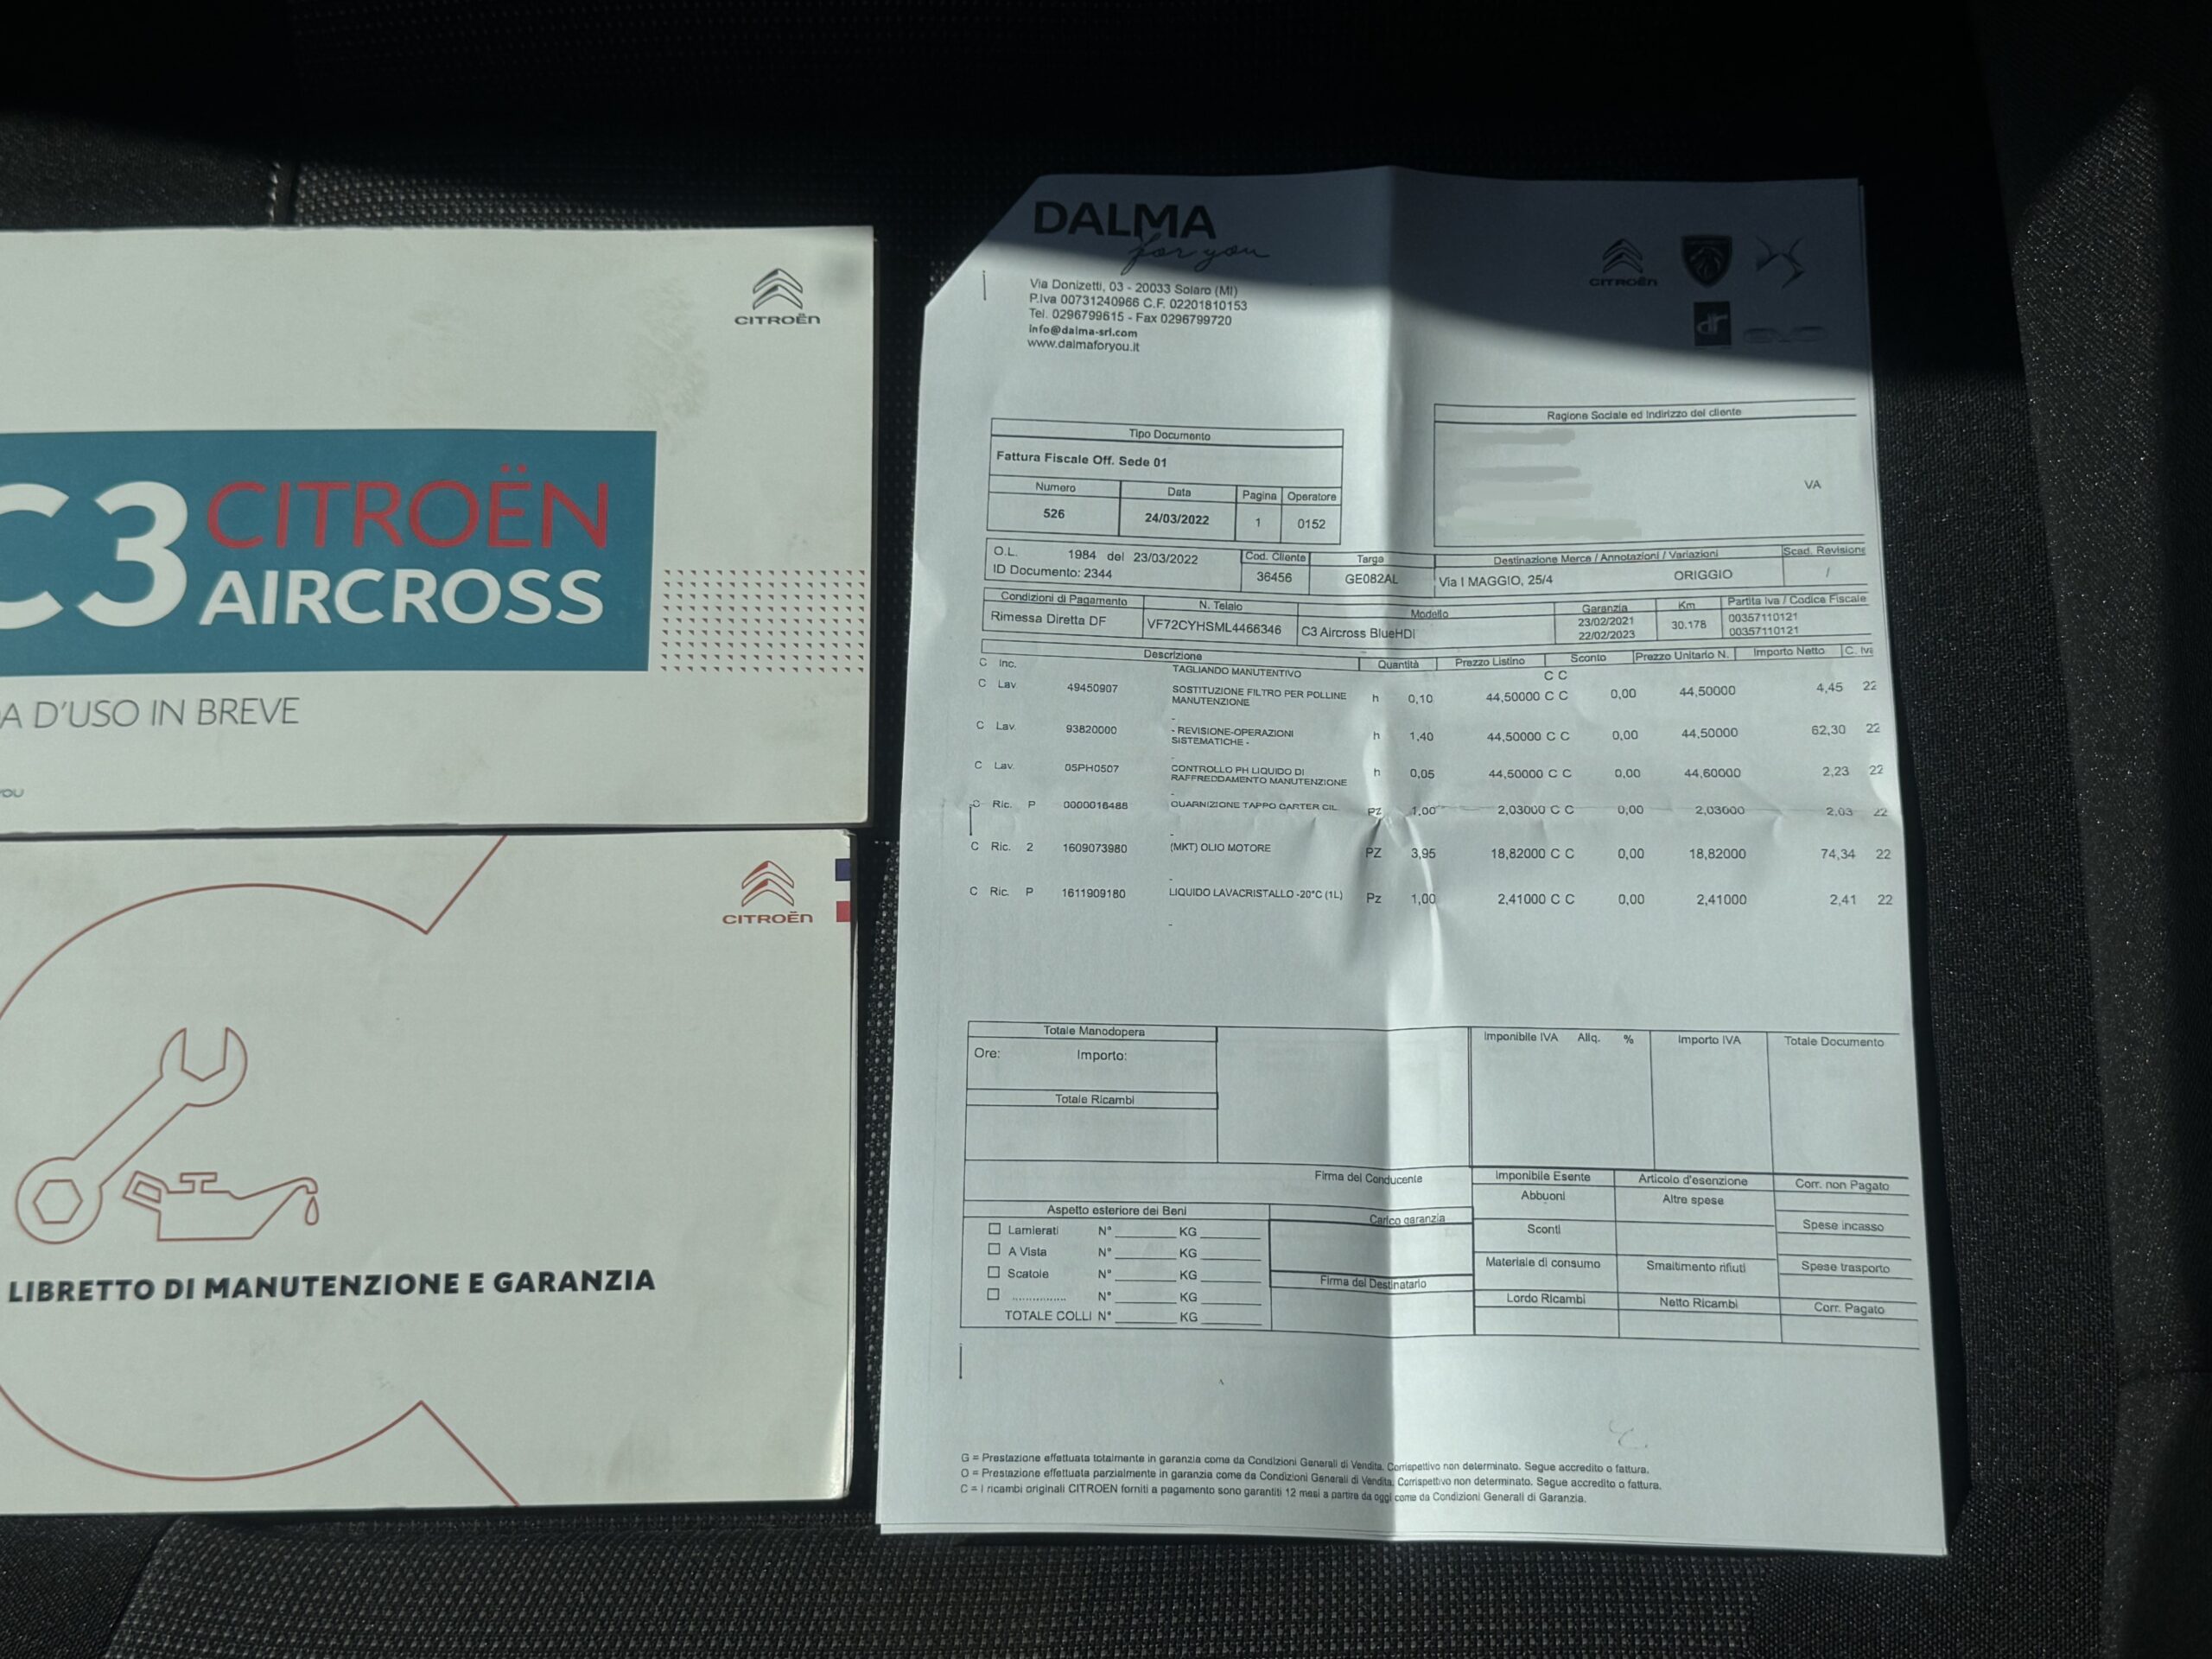 CITROËN
C3 CITROËN
AIRCROSS
A D'USO IN BREVE
YOU
CITROËN
LIBRETTO DI MANUTENZIONE E GARANZIA
DALMA
for you
CITROËN
dr
Via Donizetti, 03 - 20033 Solaro (MI)
P.Iva 00731240966 C.F. 02201810153
Tel. 0296799615 - Fax 0296799720
info@dalma-srl.com
www.dalmaforyou.it
Tipo Documento
Fattura Fiscale Off. Sede 01
Numero Data Pagina Operatore
526 24/03/2022 1 0152
Ragione Sociale ed Indirizzo del cliente
VA
O.L. 1984 del 23/03/2022 Cod. Cliente Targa Destinazione Merce / Annotazioni / Variazioni Scad. Revisione
ID Documento: 2344 36456 GE082AL Via I MAGGIO, 25/4 ORIGGIO /
Condizioni di Pagamento N. Telaio Modello Garanzia Km Partita Iva / Codice Fiscale
Rimessa Diretta DF VF72CYHSML4466346 C3 Aircross BlueHDI 23/02/2021 30.178 00357110121
22/02/2023 00357110121
Descrizione Quantità Prezzo Listino Sconto Prezzo Unitario N. Importo Netto C. Iva
C Inc. TAGLIANDO MANUTENTIVO C C
C Lav 49450907 SOSTITUZIONE FILTRO PER POLLINE h 0,10 44,50000 C C 0,00 44,50000 4,45 22
MANUTENZIONE
-
C Lav. 93820000 - REVISIONE-OPERAZIONI h 1,40 44,50000 C C 0,00 44,50000 62,30 22
SISTEMATICHE -
-
C Lav. 05PH0507 CONTROLLO PH LIQUIDO DI h 0,05 44,50000 C C 0,00 44,60000 2,23 22
RAFFREDDAMENTO MANUTENZIONE
-
C Ric. P 0000016488 GUARNIZIONE TAPPO CARTER CIL. PZ 1,00 2,03000 C C 0,00 2,03000 2,03 22
-
C Ric. 2 1609073980 (MKT) OLIO MOTORE PZ 3,95 18,82000 C C 0,00 18,82000 74,34 22
-
C Ric. P 1611909180 LIQUIDO LAVACRISTALLO -20°C (1L) Pz 1,00 2,41000 C C 0,00 2,41000 2,41 22
-
Totale Manodopera
Ore: Importo:
Totale Ricambi
Imponibile IVA Aliq. % Importo IVA Totale Documento
Firma del Conducente
Imponibile Esente Articolo d'esenzione Corr. non Pagato
Abbuoni Altre spese
Aspetto esteriore dei Beni Carico garanzia
Sconti Spese incasso
Lamierati N° KG
A Vista N° KG
Scatole N° KG
............... N° KG
TOTALE COLLI N° KG
Materiale di consumo Smaltimento rifiuti Spese trasporto
Firma del Destinatario
Lordo Ricambi Netto Ricambi Corr. Pagato
G = Prestazione effettuata totalmente in garanzia come da Condizioni Generali di Vendita. Corrispettivo non determinato. Segue accredito o fattura.
O = Prestazione effettuata parzialmente in garanzia come da Condizioni Generali di Vendita. Corrispettivo non determinato. Segue accredito o fattura.
C = I ricambi originali CITROEN forniti a pagamento sono garantiti 12 mesi a partire da oggi come da Condizioni Generali di Garanzia.